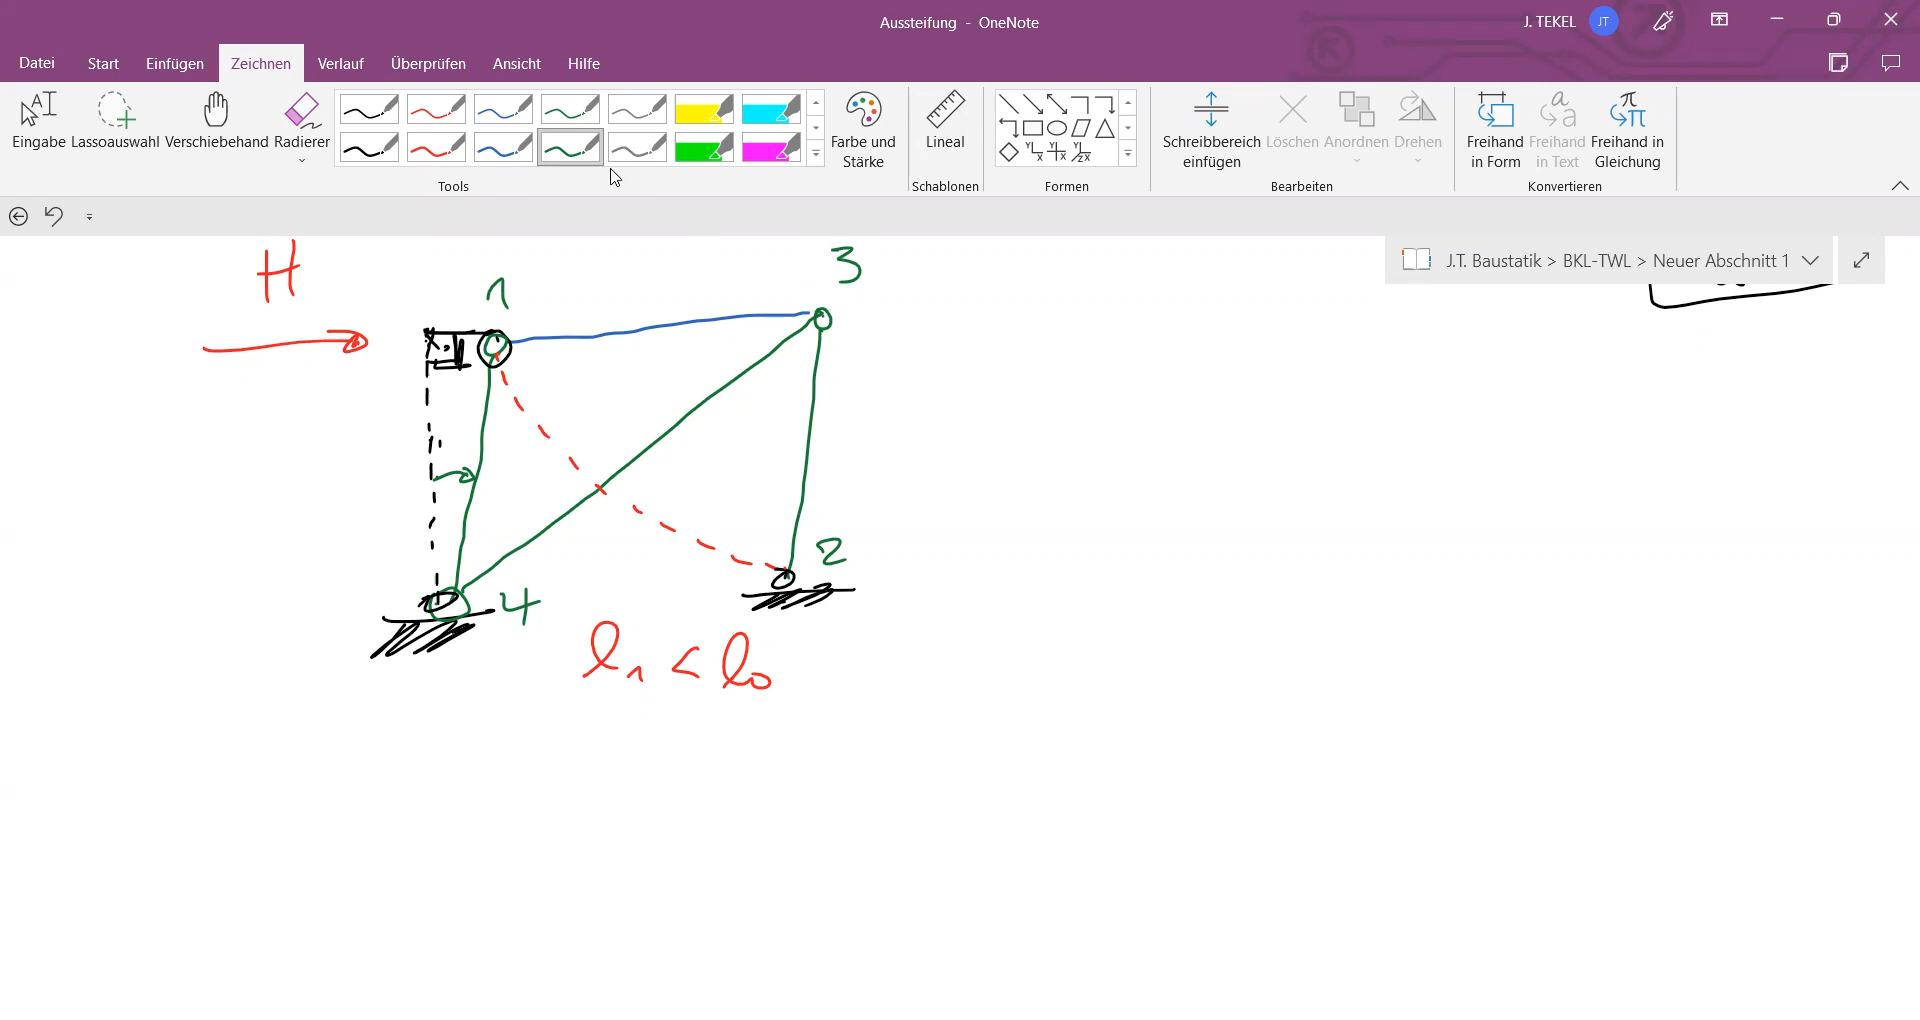 Aussteifung - OneNote
J. TEKEL JT
Datei Start Einfügen Zeichnen Verlauf Überprüfen Ansicht Hilfe
Eingabe Lassoauswahl Verschiebehand Radierer
Farbe und Stärke
Lineal
Schreibbereich einfügen
Löschen Anordnen Drehen
Freihand in Form
Freihand in Text
Freihand in Gleichung
Tools Schablonen Formen Bearbeiten Konvertieren
J.T. Baustatik > BKL-TWL > Neuer Abschnitt 1
H
1
3
2
4
l₁ < l₀